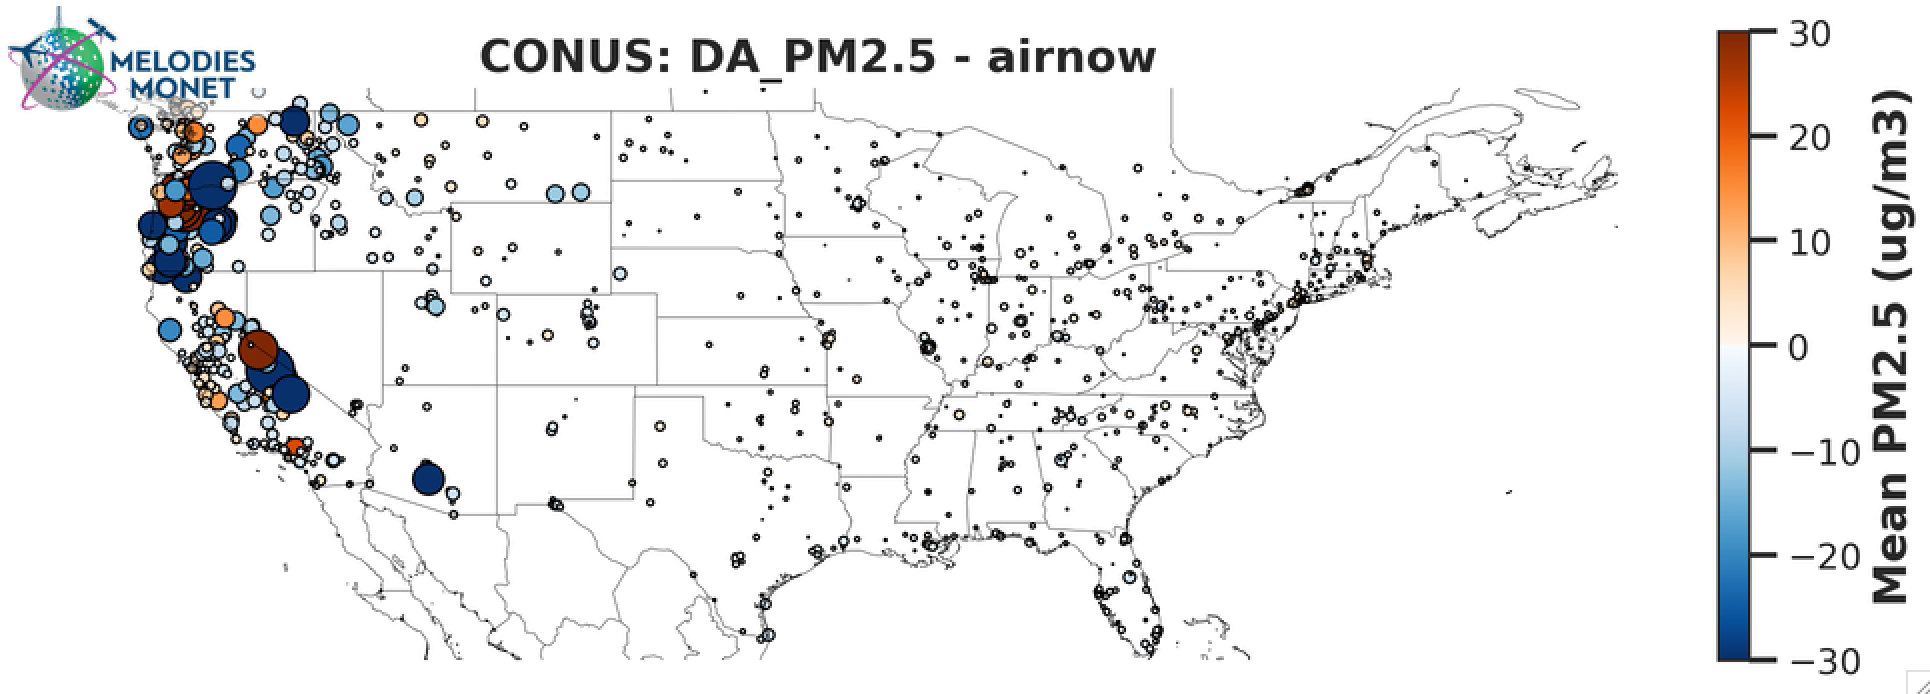 MELODIES
MONET
CONUS: DA_PM2.5 - airnow
30
20
10
0
−10
−20
−30
Mean PM2.5 (ug/m3)